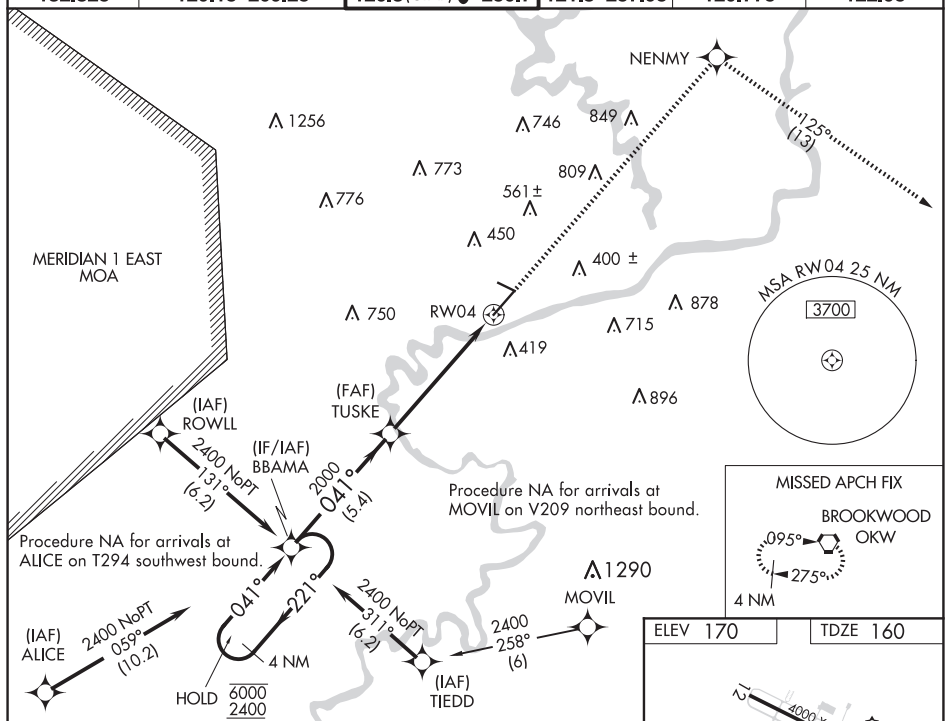 NENMY
125°
(13)
1256
746
849
773
809
776
561 ±
450
400 ±
MERIDIAN 1 EAST
MOA
MSA RW04 25 NM
3700
750
RW04
878
715
419
896
(IAF)
ROWLL
(FAF)
TUSKE
(IF/IAF)
BBAMA
2400 NoPT
131°
(6.2)
2000
041°
(5.4)
Procedure NA for arrivals at
MOVIL on V209 northeast bound.
MISSED APCH FIX
BROOKWOOD
OKW
095°
275°
4 NM
Procedure NA for arrivals at
ALICE on T294 southwest bound.
1290
MOVIL
041°
221°
2400 NoPT
311°
(6.2)
2400
258°
(6)
(IAF)
ALICE
2400 NoPT
059°
(10.2)
4 NM
HOLD
6000
2400
(IAF)
TIEDD
ELEV 170
TDZE 160
12